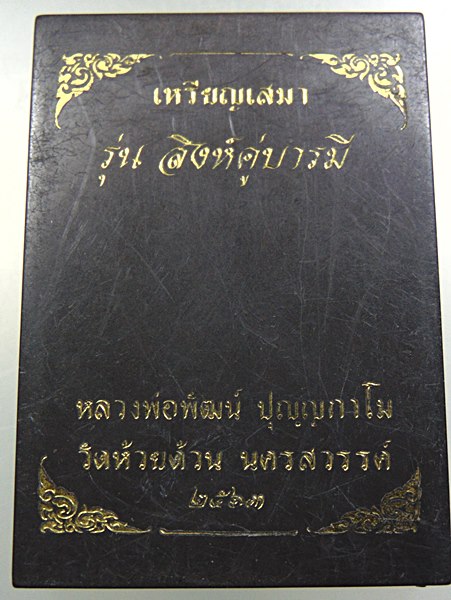 เหรียญเสมา
รุ่น สิงห์คู่บารมี
หลวงพ่อพัฒน์ ปุญญกาโม
วัดห้วยด้วน นครสวรรค์
๒๕๖๓